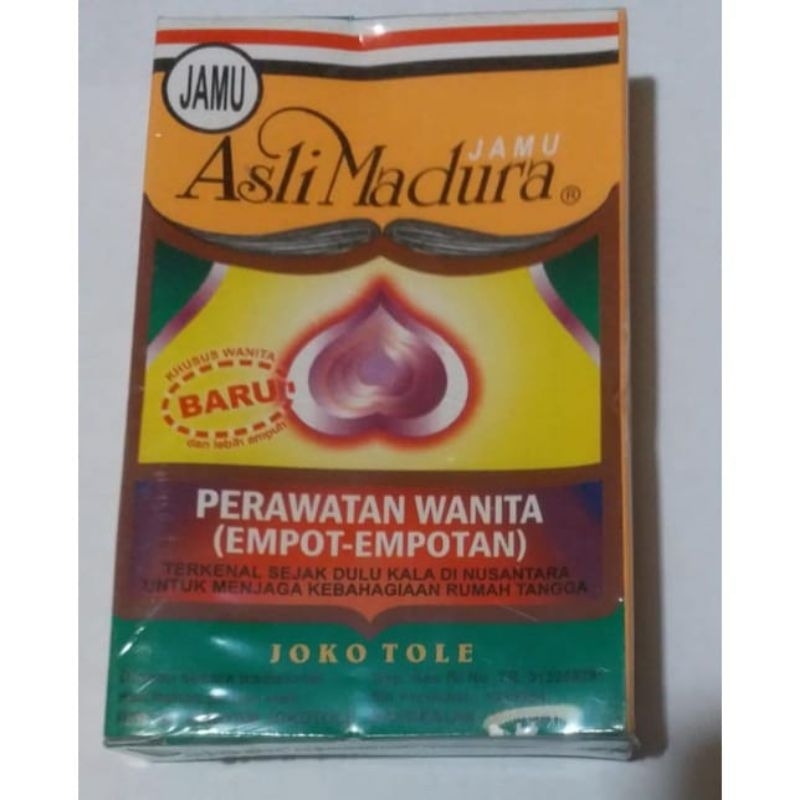 JAMU
JAMU
Asli Madura ®
KHUSUS WANITA
BARU
dan lebih ampuh
PERAWATAN WANITA
(EMPOT-EMPOTAN)
TERKENAL SEJAK DULU KALA DI NUSANTARA
UNTUK MENJAGA KEBAHAGIAAN RUMAH TANGGA
JOKO TOLE